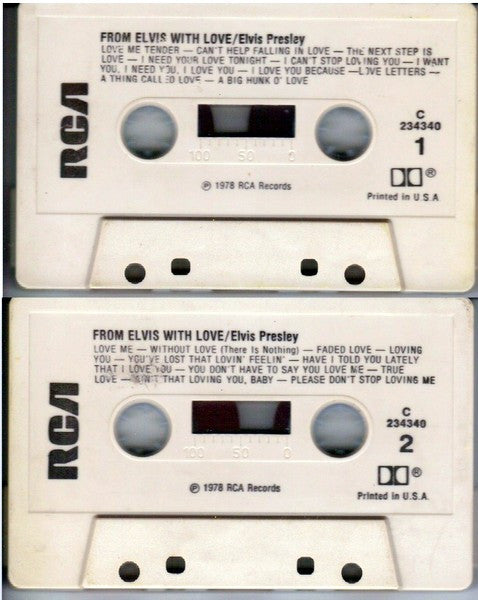 FROM ELVIS WITH LOVE/Elvis Presley
LOVE ME TENDER — CAN'T HELP FALLING IN LOVE — THE NEXT STEP IS
LOVE — I NEED YOUR LOVE TONIGHT — I CAN'T STOP LOVING YOU — I WANT
YOU, I NEED YOU, I LOVE YOU — I LOVE YOU BECAUSE — LOVE LETTERS —
A THING CALLED LOVE — A BIG HUNK O' LOVE
RCA
C
234340
1
100 50 0
℗ 1978 RCA Records
®
Printed in U.S.A
FROM ELVIS WITH LOVE/Elvis Presley
LOVE ME — WITHOUT LOVE (There Is Nothing) — FADED LOVE — LOVING
YOU — YOU'VE LOST THAT LOVIN' FEELIN' — HAVE I TOLD YOU LATELY
THAT I LOVE YOU — YOU DON'T HAVE TO SAY YOU LOVE ME — TRUE
LOVE — AIN'T THAT LOVING YOU, BABY — PLEASE DON'T STOP LOVING ME
RCA
C
234340
2
100 50 0
℗ 1978 RCA Records
®
Printed in U.S.A.